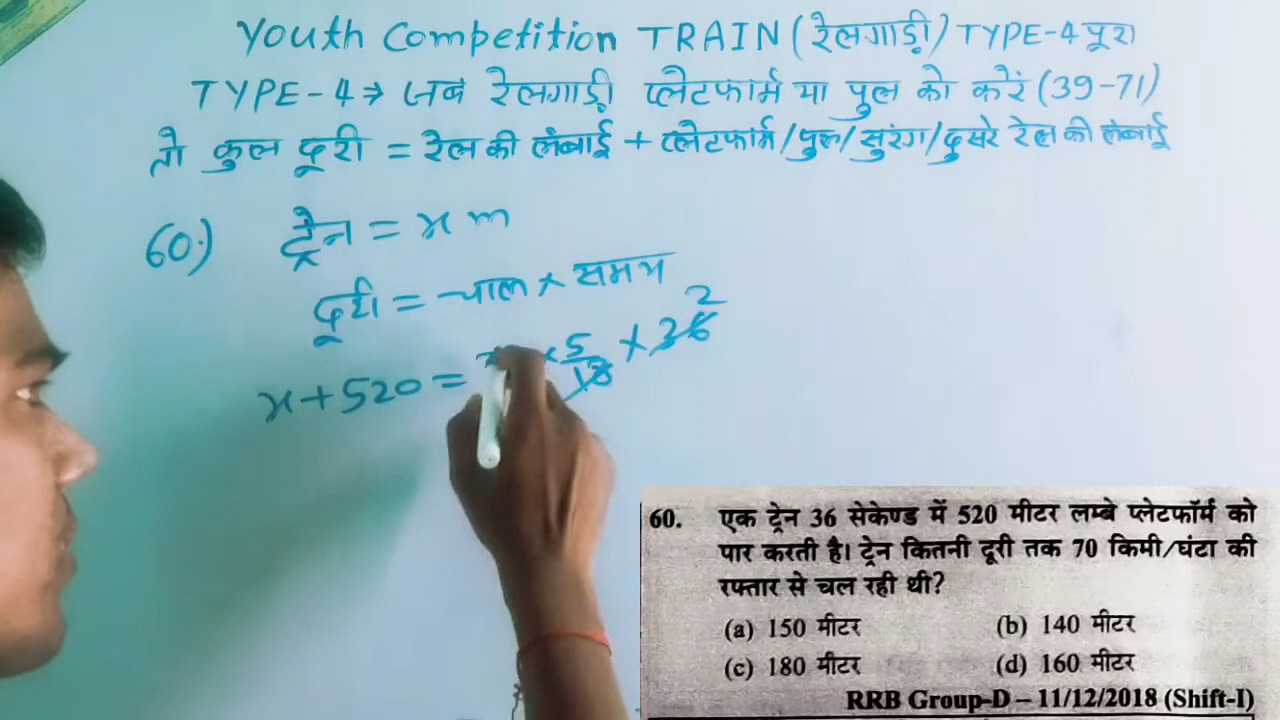 Youth Competition TRAIN (रेलगाड़ी) TYPE-4 पूरा
TYPE-4⇒ जब रेलगाड़ी प्लेटफार्म या पुल को करें (39-71)
तो कुल दूरी = रेल की लंबाई + प्लेटफार्म/पुल/सुरंग/दुसरे रेल की लंबाई
60.) ट्रेन = x m
दूरी = चाल × समय
2
x+520 = × 5/18 × 36
60. एक ट्रेन 36 सेकेण्ड में 520 मीटर लम्बे प्लेटफॉर्म को
पार करती है। ट्रेन कितनी दूरी तक 70 किमी/घंटा की
रफ्तार से चल रही थी?
(a) 150 मीटर (b) 140 मीटर
(c) 180 मीटर (d) 160 मीटर
RRB Group-D – 11/12/2018 (Shift-I)